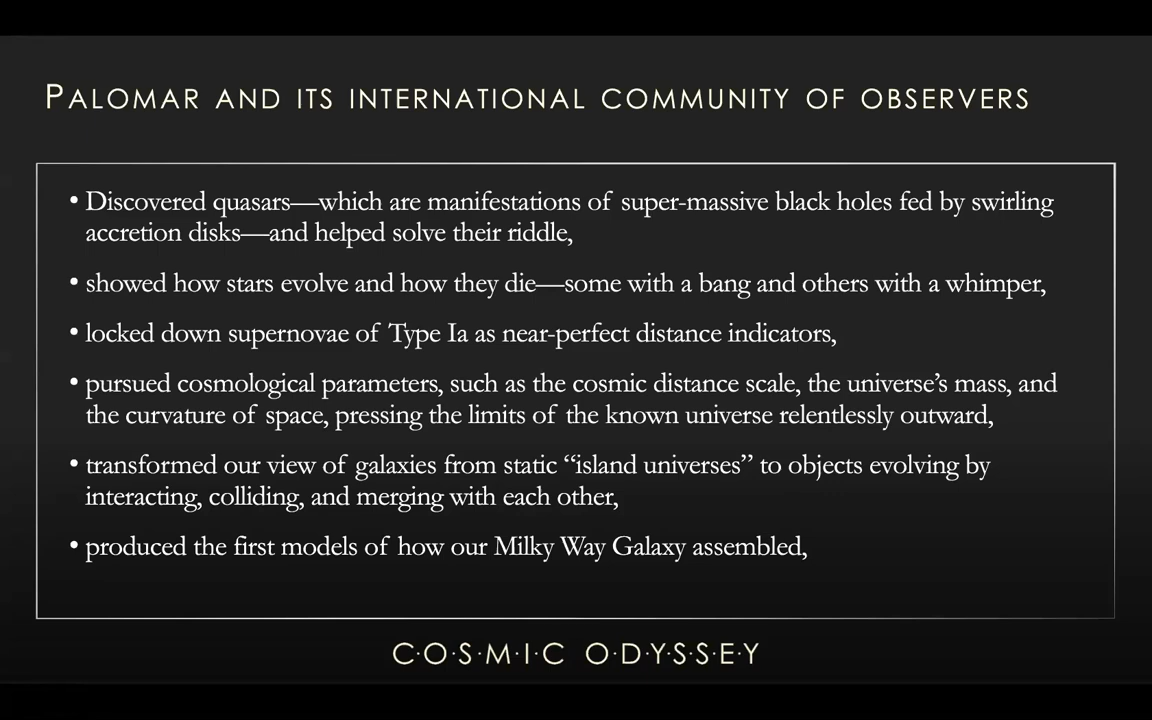 PALOMAR AND ITS INTERNATIONAL COMMUNITY OF OBSERVERS
• Discovered quasars—which are manifestations of super-massive black holes fed by swirling
accretion disks—and helped solve their riddle,
• showed how stars evolve and how they die—some with a bang and others with a whimper,
• locked down supernovae of Type Ia as near-perfect distance indicators,
• pursued cosmological parameters, such as the cosmic distance scale, the universe’s mass, and
the curvature of space, pressing the limits of the known universe relentlessly outward,
• transformed our view of galaxies from static “island universes” to objects evolving by
interacting, colliding, and merging with each other,
• produced the first models of how our Milky Way Galaxy assembled,
C·O·S·M·I·C O·D·Y·S·S·E·Y